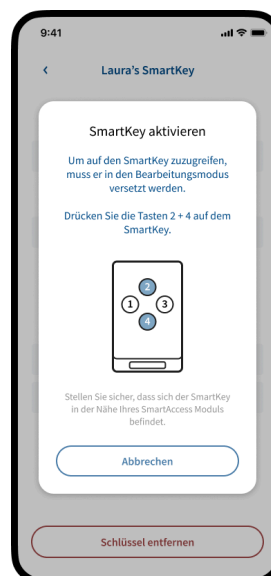 9:41
Laura's SmartKey
SmartKey aktivieren
Um auf den SmartKey zuzugreifen,
muss er in den Bearbeitungsmodus
versetzt werden.
Drücken Sie die Tasten 2 + 4 auf dem
SmartKey.
2
1 3
4
Stellen Sie sicher, dass sich der SmartKey
in der Nähe Ihres SmartAccess Moduls
befindet.
Abbrechen
Schlüssel entfernen